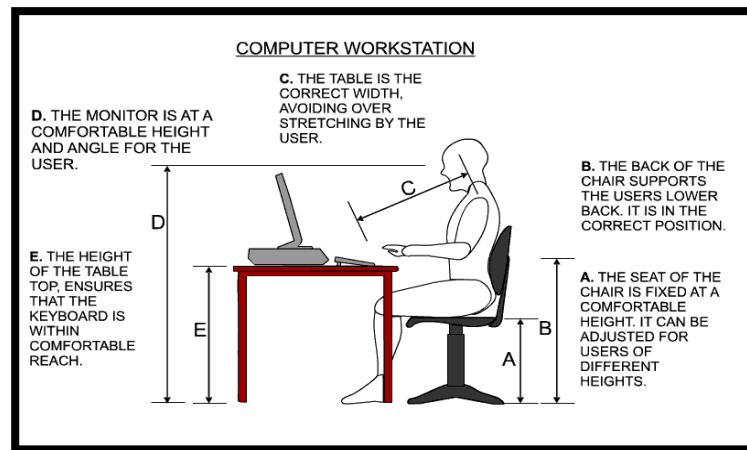 COMPUTER WORKSTATION
C. THE TABLE IS THE
CORRECT WIDTH,
AVOIDING OVER
STRETCHING BY THE
USER.
D. THE MONITOR IS AT A
COMFORTABLE HEIGHT
AND ANGLE FOR THE
USER.
B. THE BACK OF THE
CHAIR SUPPORTS
THE USERS LOWER
BACK. IT IS IN THE
CORRECT POSITION.
E. THE HEIGHT
OF THE TABLE
TOP, ENSURES
THAT THE
KEYBOARD IS
WITHIN
COMFORTABLE
REACH.
A. THE SEAT OF THE
CHAIR IS FIXED AT A
COMFORTABLE
HEIGHT. IT CAN BE
ADJUSTED FOR
USERS OF
DIFFERENT
HEIGHTS.
C
D
E
A
B